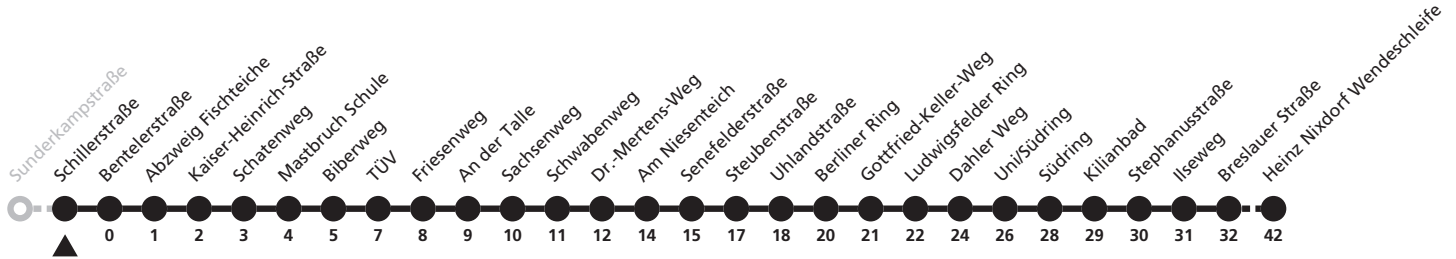 Sunderkampstraße
Schillerstraße
Bentelerstraße
Abzweig Fischteiche
Kaiser-Heinrich-Straße
Schatenweg
Mastbruch Schule
Biberweg
TÜV
Friesenweg
An der Talle
Sachsenweg
Schwabenweg
Dr.-Mertens-Weg
Am Niesenteich
Senefelderstraße
Steubenstraße
Uhlandstraße
Berliner Ring
Gottfried-Keller-Weg
Ludwigsfelder Ring
Dahler Weg
Uni/Südring
Südring
Kilianbad
Stephanusstraße
Ilseweg
Breslauer Straße
Heinz Nixdorf Wendeschleife
0 1 2 3 4 5 7 8 9 10 11 12 14 15 17 18 20 21 22 24 26 28 29 30 31 32 42